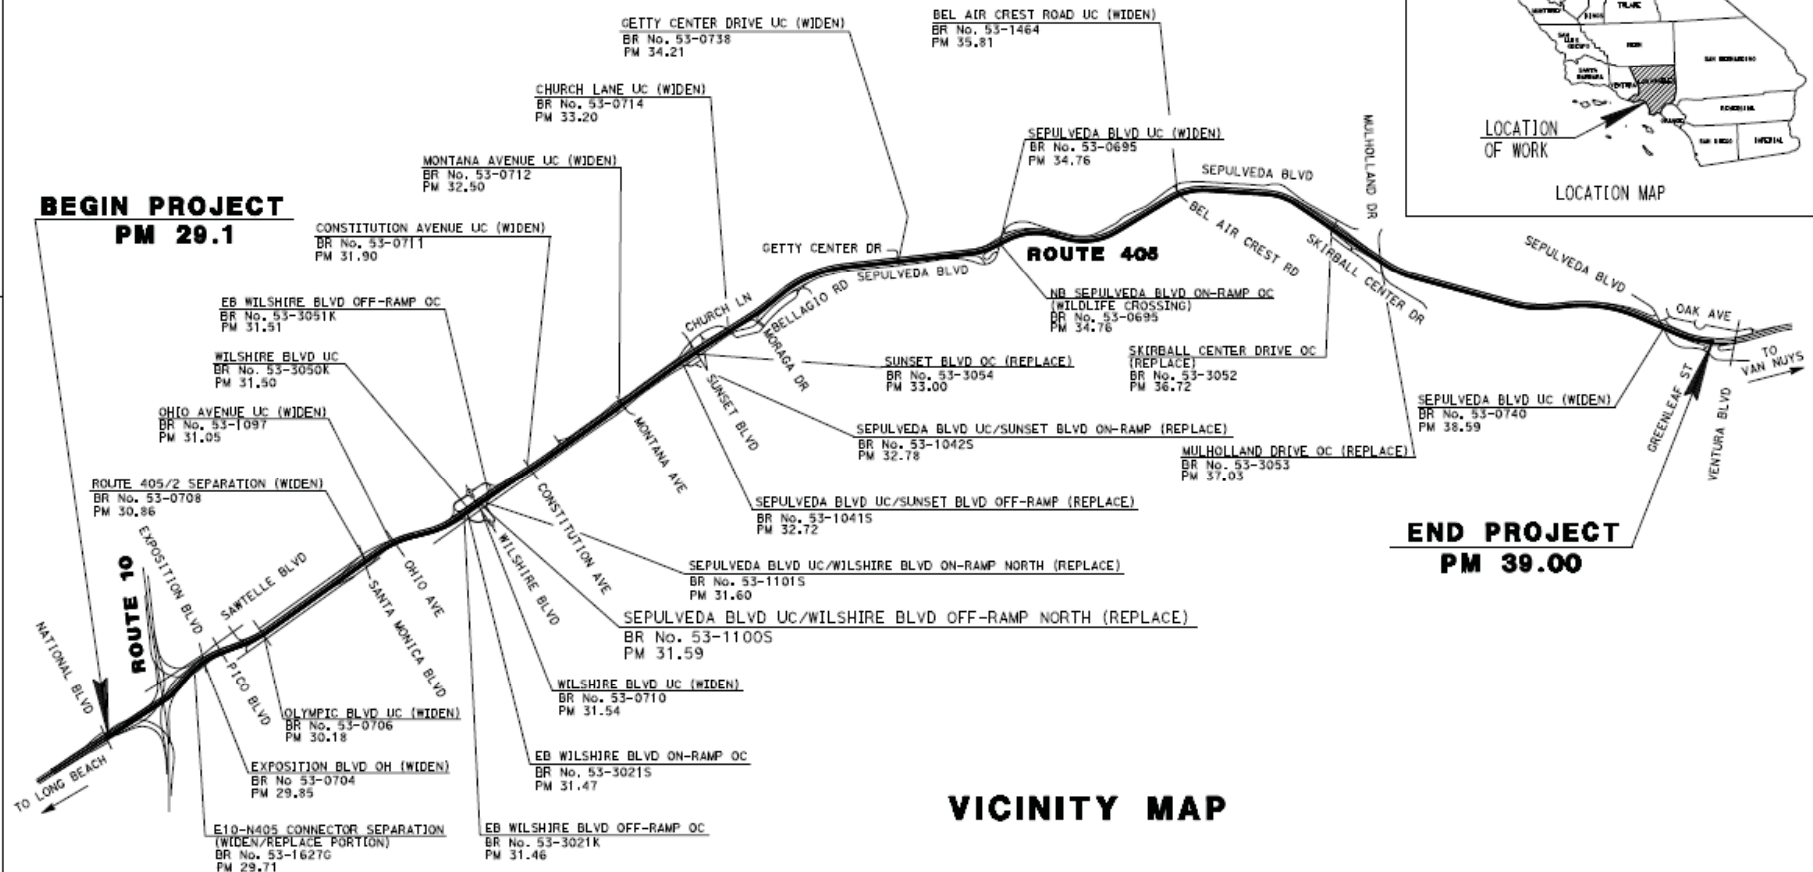 GETTY CENTER DRIVE UC (WIDEN)
BR No. 53-0738
PM 34.21
BEL AIR CREST ROAD UC (WIDEN)
BR No. 53-1464
PM 35.81
CHURCH LANE UC (WIDEN)
BR No. 53-0714
PM 33.20
SEPULVEDA BLVD UC (WIDEN)
BR No. 53-0695
PM 34.76
MONTANA AVENUE UC (WIDEN)
BR No. 53-0712
PM 32.50
BEGIN PROJECT
PM 29.1
CONSTITUTION AVENUE UC (WIDEN)
BR No. 53-0711
PM 31.90
EB WILSHIRE BLVD OFF-RAMP OC
BR No. 53-3051K
PM 31.51
WILSHIRE BLVD UC
BR No. 53-3050K
PM 31.50
OHIO AVENUE UC (WIDEN)
BR No. 53-1097
PM 31.05
ROUTE 405/2 SEPARATION (WIDEN)
BR No. 53-0708
PM 30.86
GETTY CENTER DR
SEPULVEDA BLVD
ROUTE 405
SEPULVEDA BLVD
MULHOLLAND DR
BEL AIR CREST RD
SKIRBALL CENTER DR
SEPULVEDA BLVD
OAK AVE
TO
VAN NUYS
GREENLEAF ST
VENTURA BLVD
CHURCH LN
BELLAGIO RD
MORAGA DR
SUNSET BLVD
MONTANA AVE
CONSTITUTION AVE
WILSHIRE BLVD
OHIO AVE
SANTA MONICA BLVD
SAWTELLE BLVD
EXPOSITION BLVD
PICO BLVD
ROUTE 10
NATIONAL BLVD
TO LONG BEACH
NB SEPULVEDA BLVD ON-RAMP OC
(WILDLIFE CROSSING)
BR No. 53-0695
PM 34.76
SUNSET BLVD OC (REPLACE)
BR No. 53-3054
PM 33.00
SKIRBALL CENTER DRIVE OC
(REPLACE)
BR No. 53-3052
PM 36.72
SEPULVEDA BLVD UC (WIDEN)
BR No. 53-0740
PM 38.59
SEPULVEDA BLVD UC/SUNSET BLVD ON-RAMP (REPLACE)
BR No. 53-1042S
PM 32.78
MULHOLLAND DRIVE OC (REPLACE)
BR No. 53-3053
PM 37.03
SEPULVEDA BLVD UC/SUNSET BLVD OFF-RAMP (REPLACE)
BR No. 53-1041S
PM 32.72
END PROJECT
PM 39.00
SEPULVEDA BLVD UC/WILSHIRE BLVD ON-RAMP NORTH (REPLACE)
BR No. 53-1101S
PM 31.60
SEPULVEDA BLVD UC/WILSHIRE BLVD OFF-RAMP NORTH (REPLACE)
BR No. 53-1100S
PM 31.59
WILSHIRE BLVD UC (WIDEN)
BR No. 53-0710
PM 31.54
OLYMPIC BLVD UC (WIDEN)
BR No. 53-0706
PM 30.18
EB WILSHIRE BLVD ON-RAMP OC
BR No. 53-3021S
PM 31.47
EXPOSITION BLVD OH (WIDEN)
BR No 53-0704
PM 29.85
EB WILSHIRE BLVD OFF-RAMP OC
BR No. 53-3021K
PM 31.46
E10-N405 CONNECTOR SEPARATION
(WIDEN/REPLACE PORTION)
BR No. 53-1627G
PM 29.71
VICINITY MAP
KERN
SAN BERNARDINO
SANTA
BARBARA
VENTURA
RIVERSIDE
ORANGE
SAN DIEGO
IMPERIAL
LOCATION
OF WORK
LOCATION MAP